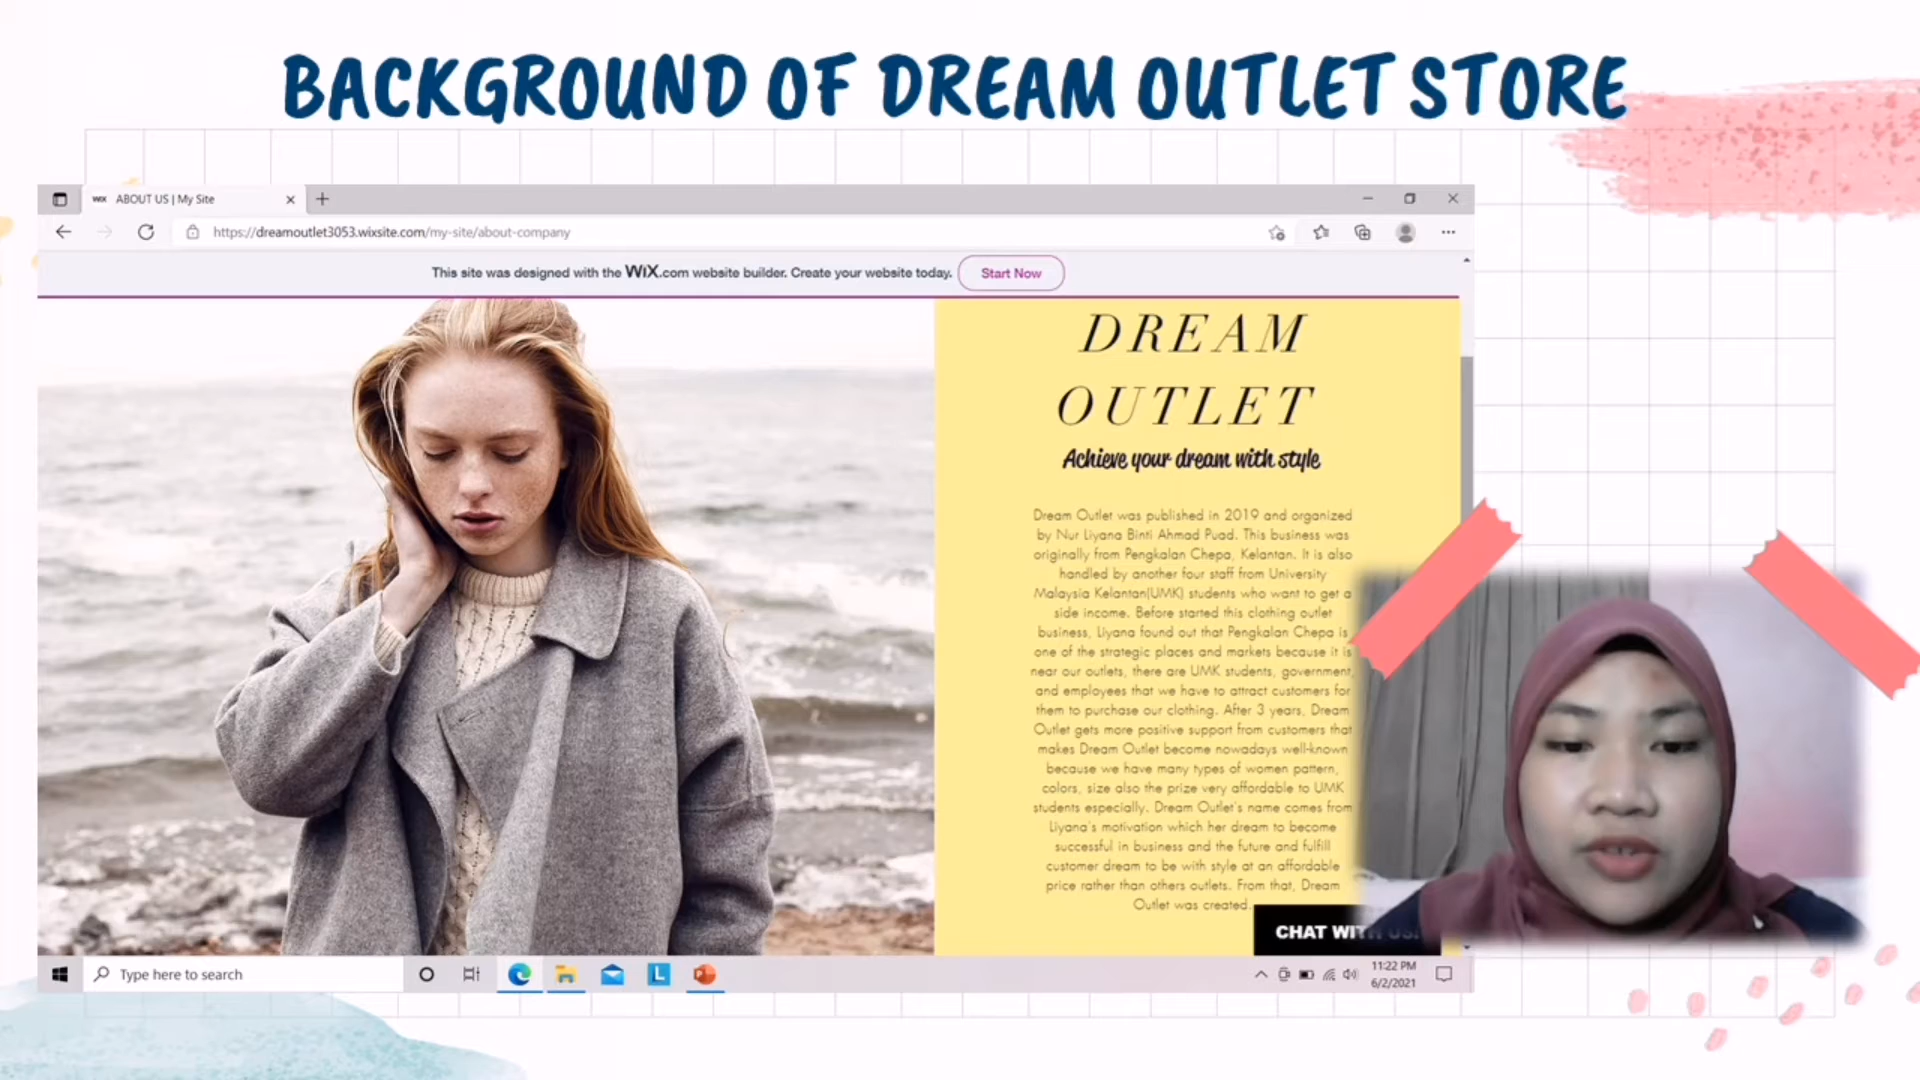 BACKGROUND OF DREAM OUTLET STORE
WiX ABOUT US | My Site
https://dreamoutlet3053.wixsite.com/my-site/about-company
This site was designed with the WiX.com website builder. Create your website today. Start Now
DREAM
OUTLET
Achieve your dream with style
Dream Outlet was published in 2019 and organized
by Nur Liyana Binti Ahmad Puad. This business was
originally from Pengkalan Chepa, Kelantan. It is also
handled by another four staff from University
Malaysia Kelantan(UMK) students who want to get a
side income. Before started this clothing outlet
business, Liyana found out that Pengkalan Chepa is
one of the strategic places and markets because it is
near our outlets, there are UMK students, government,
and employees that we have to attract customers for
them to purchase our clothing. After 3 years, Dream
Outlet gets more positive support from customers that
makes Dream Outlet become nowadays well-known
because we have many types of women pattern,
colors, size also the prize very affordable to UMK
students especially. Dream Outlet's name comes from
Liyana's motivation which her dream to become
successful in business and the future and fulfill
customer dream to be with style at an affordable
price rather than others outlets. From that, Dream
Outlet was created.
CHAT WITH US!
Type here to search
L
11:22 PM
6/2/2021